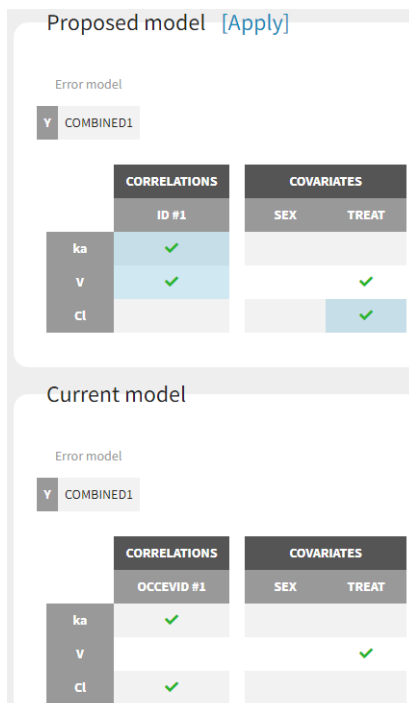 Proposed model [Apply]
Error model
Y COMBINED1
CORRELATIONS COVARIATES
ID #1 SEX TREAT
ka
V
Cl
Current model
Error model
Y COMBINED1
CORRELATIONS COVARIATES
OCCEVID #1 SEX TREAT
ka
V
Cl